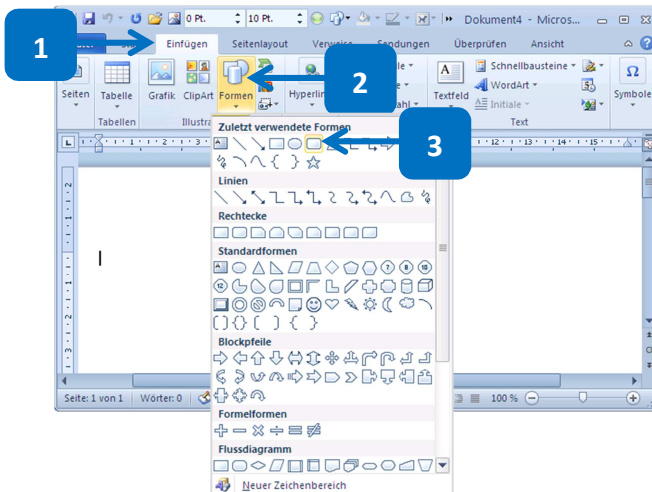 0 Pt.
10 Pt.
Dokument4 - Micros...
1
Einfügen
Seitenlayout
Verweise
Sendungen
Überprüfen
Ansicht
Seiten
Tabelle
Grafik
ClipArt
Formen
Hyperlin
2
Textfeld
Schnellbausteine
WordArt
Initiale
Symbole
Tabellen
Illustra
Text
Zuletzt verwendete Formen
3
Linien
Rechtecke
Standardformen
Blockpfeile
Formelformen
Flussdiagramm
Neuer Zeichenbereich
Seite: 1 von 1
Wörter: 0
100 %